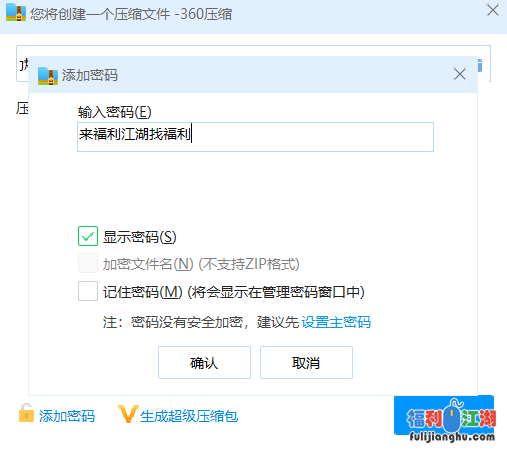 您将创建一个压缩文件 -360压缩
添加密码
压
输入密码(E)
来福利江湖找福利
显示密码(S)
加密文件名(N) (不支持ZIP格式)
记住密码(M) (将会显示在管理密码窗口中)
注：密码没有安全加密，建议先 设置主密码
确认
取消
添加密码
生成超级压缩包
福利江湖
fulijianghu.com